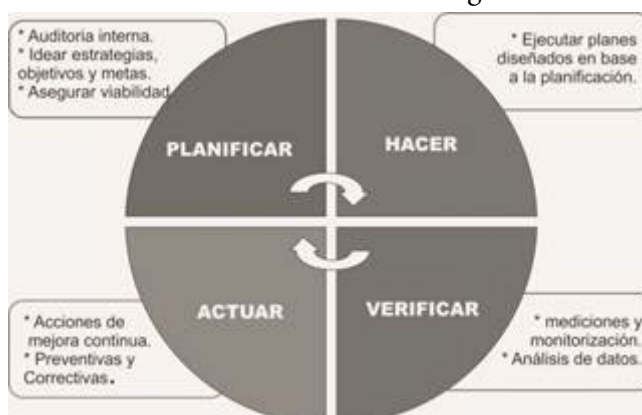 * Auditoria interna.
* Idear estrategias,
objetivos y metas.
* Asegurar viabilidad
* Ejecutar planes
diseñados en base
a la planificación.
PLANIFICAR
HACER
ACTUAR
VERIFICAR
* Acciones de
mejora continua.
* Preventivas y
Correctivas.
* mediciones y
monitorización.
* Análisis de datos.